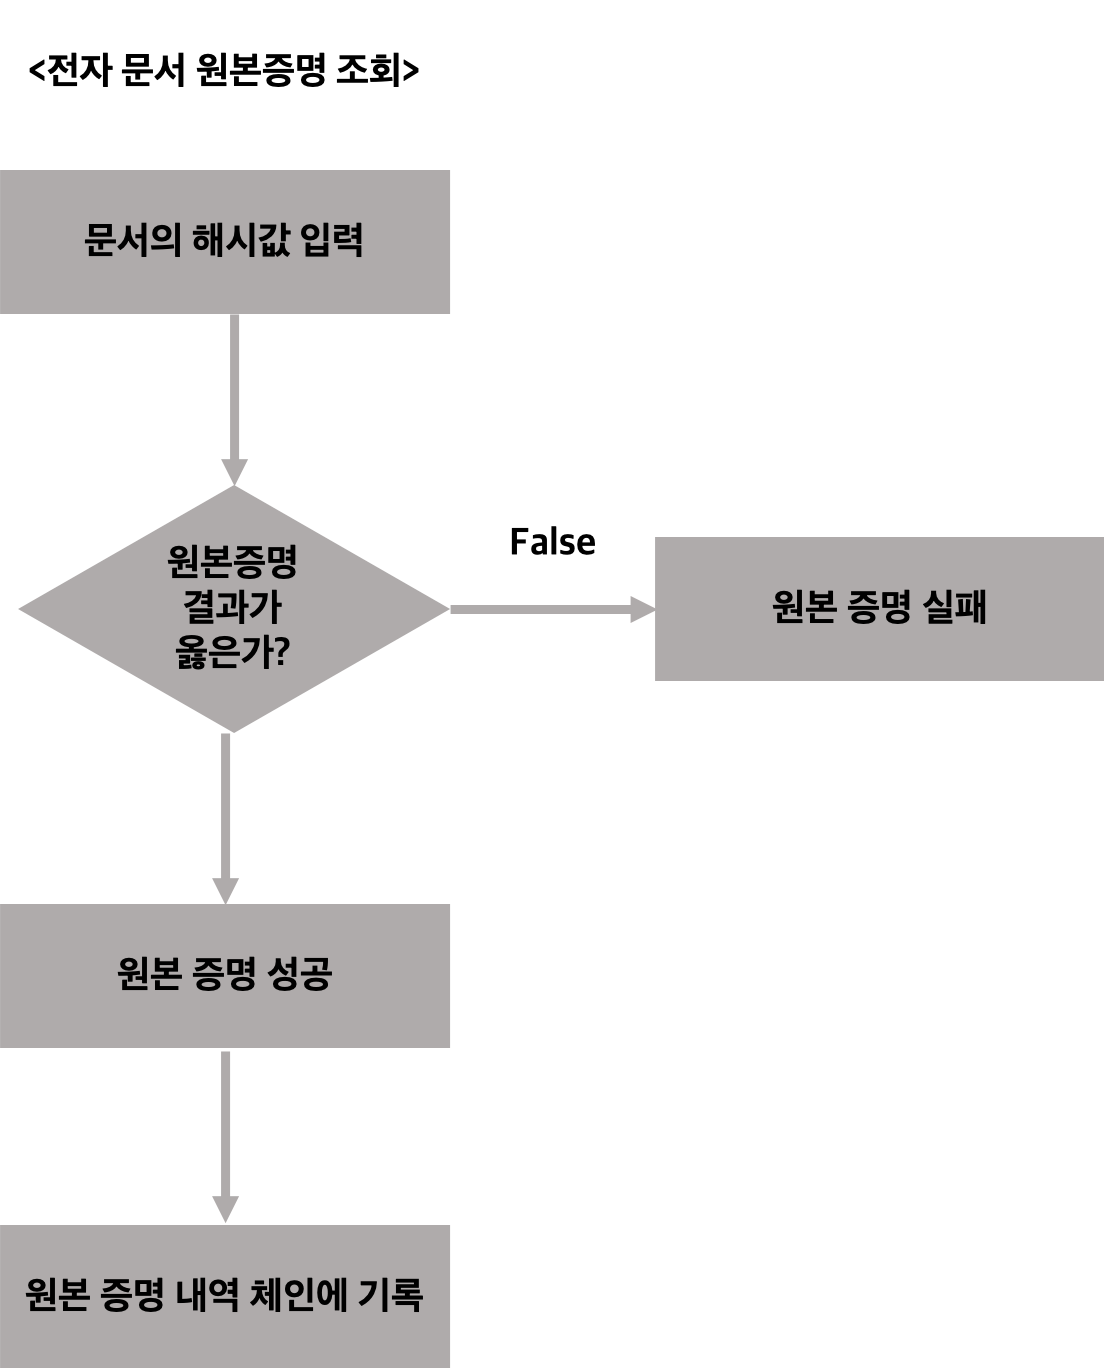 <전자 문서 원본증명 조회>
문서의 해시값 입력
원본증명
결과가
옳은가?
False
원본 증명 실패
원본 증명 성공
원본 증명 내역 체인에 기록